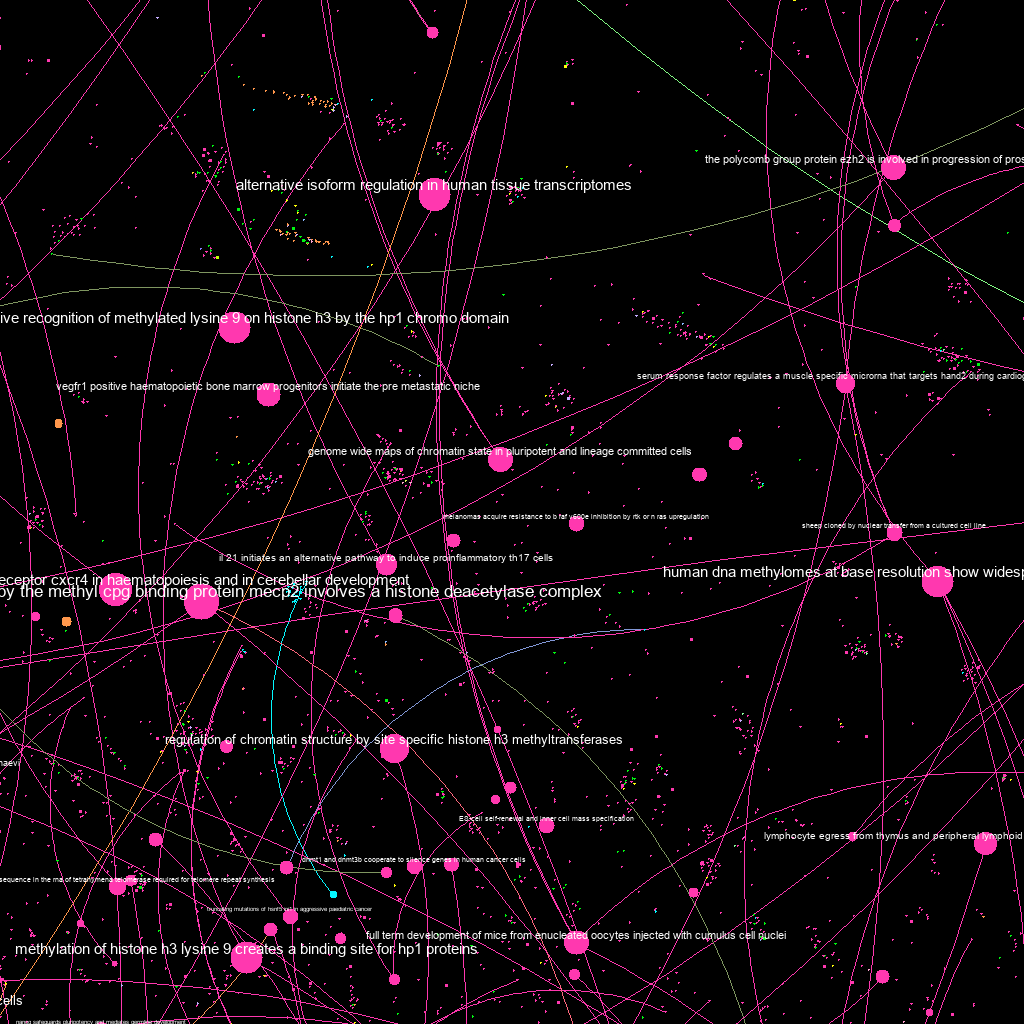 the polycomb group protein ezh2 is involved in progression of
alternative isoform regulation in human tissue transcriptomes
recognition of methylated lysine 9 on histone h3 by the hp1 chromo domain
serum response factor regulates a muscle specific microrna that targets hand2 during
vegfr1 positive haematopoietic bone marrow progenitors initiate the pre metastatic niche
genome wide maps of chromatin state in pluripotent and lineage committed cells
melanomas acquire resistance to b raf v600e inhibition by rtk or n ras upregulation
sheep cloned by nuclear transfer from a cultured cell line
il 21 initiates an alternative pathway to induce proinflammatory th17 cells
human dna methylomes at base resolution show
cxcr4 in haematopoiesis and in cerebellar development
by the methyl cpg binding protein mecp2 involves a histone deacetylase complex
regulation of chromatin structure by site specific histone h3 methyltransferases
ES cell self-renewal and inner cell mass specification
lymphocyte egress from thymus and peripheral lymphoid
dnmt1 and dnmt3b cooperate to silence genes in human cancer cells
sequence in the rna of tetrahymena telomerase required for telomere repeat synthesis
truncating mutations of in aggressive paediatric cancer
full term development of mice from enucleated oocytes injected with cumulus cell nuclei
methylation of histone h3 lysine 9 creates a binding site for hp1 proteins
cells
nanog safeguards pluripotency and mediates germline development